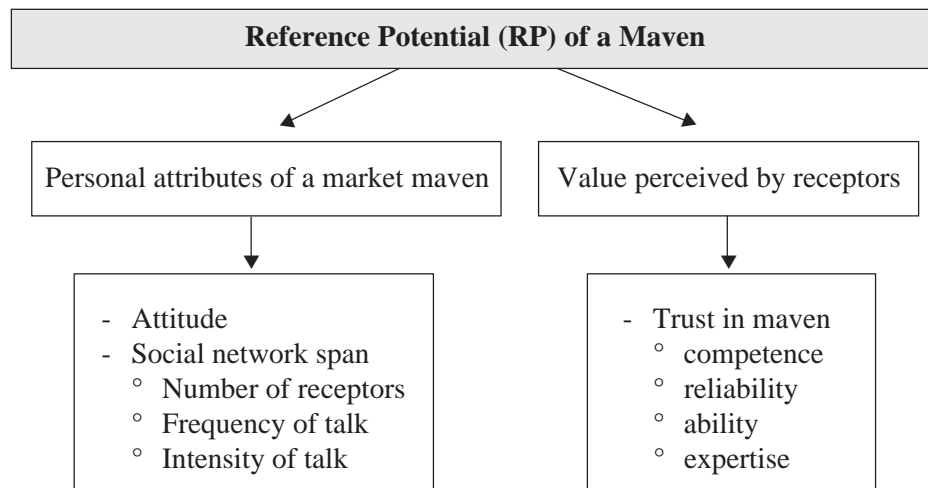 Reference Potential (RP) of a Maven
Personal attributes of a market maven
Value perceived by receptors
- Attitude
- Social network span
° Number of receptors
° Frequency of talk
° Intensity of talk
- Trust in maven
° competence
° reliability
° ability
° expertise